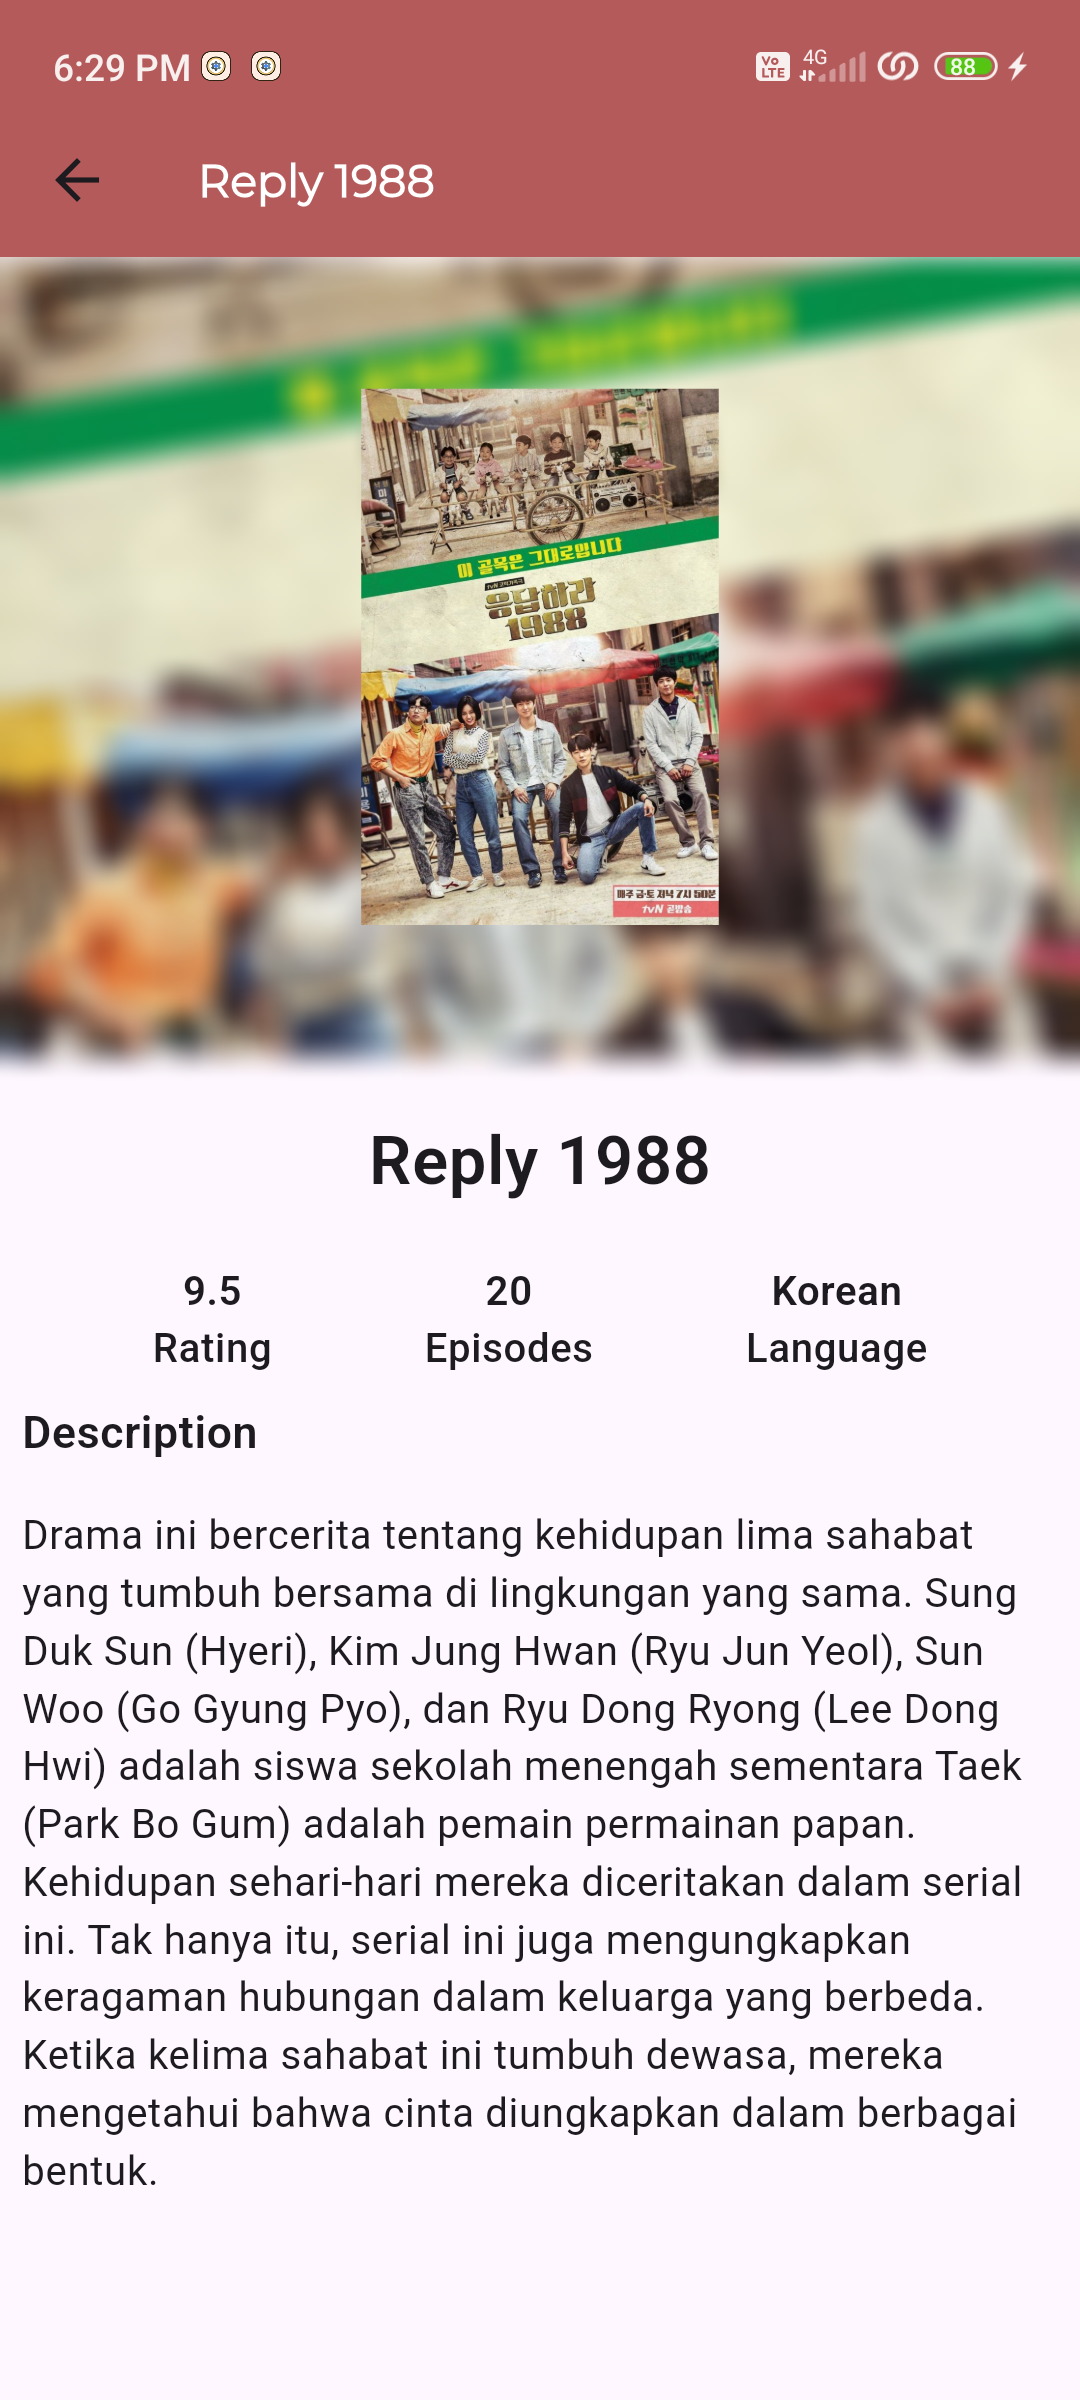 6:29 PM
Vo
LTE
4G
88
Reply 1988
이 골목은 그대로입니다
tvN 코믹가족극
응답하라
1988
매주 금·토 저녁 7시 50분
tvN 곧방송
Reply 1988
9.5
20
Korean
Rating
Episodes
Language
Description
Drama ini bercerita tentang kehidupan lima sahabat
yang tumbuh bersama di lingkungan yang sama. Sung
Duk Sun (Hyeri), Kim Jung Hwan (Ryu Jun Yeol), Sun
Woo (Go Gyung Pyo), dan Ryu Dong Ryong (Lee Dong
Hwi) adalah siswa sekolah menengah sementara Taek
(Park Bo Gum) adalah pemain permainan papan.
Kehidupan sehari-hari mereka diceritakan dalam serial
ini. Tak hanya itu, serial ini juga mengungkapkan
keragaman hubungan dalam keluarga yang berbeda.
Ketika kelima sahabat ini tumbuh dewasa, mereka
mengetahui bahwa cinta diungkapkan dalam berbagai
bentuk.